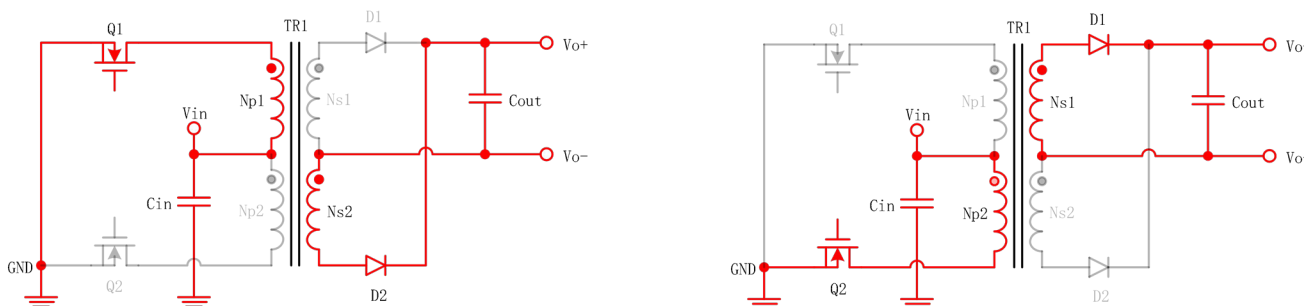 Q1
TR1
D1
Vo+
Np1
Ns1
Vin
Cout
Vo-
Cin
Np2
Ns2
GND
Q2
D2
Q1
TR1
D1
Vo
Np1
Ns1
Vin
Cout
Vo
Cin
Np2
Ns2
GND
Q2
D2